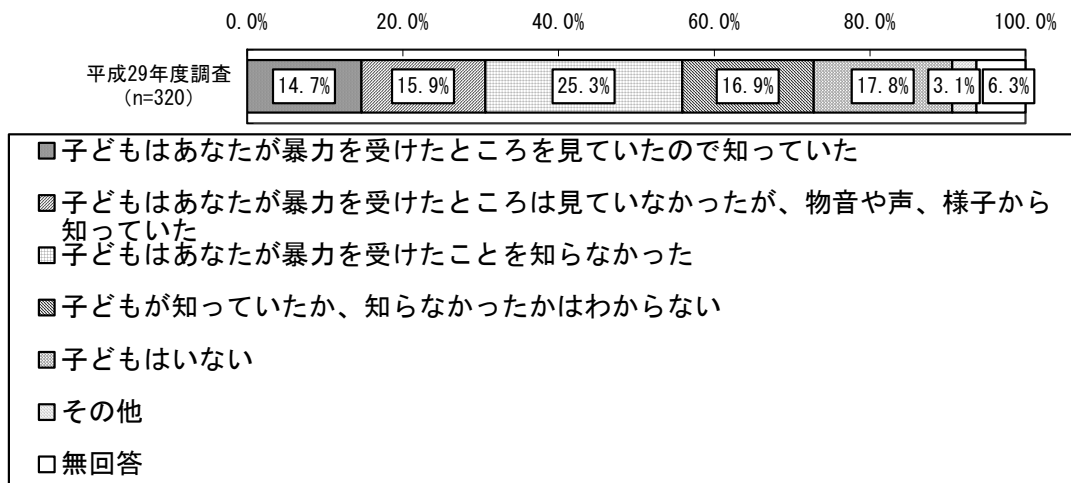 0.0% 20.0% 40.0% 60.0% 80.0% 100.0%
平成29年度調査
(n=320)
14.7% 15.9% 25.3% 16.9% 17.8% 3.1% 6.3%
子どもはあなたが暴力を受けたところを見ていたので知っていた
子どもはあなたが暴力を受けたところは見ていなかったが、物音や声、様子から
知っていた
子どもはあなたが暴力を受けたことを知らなかった
子どもが知っていたか、知らなかったかはわからない
子どもはいない
その他
無回答